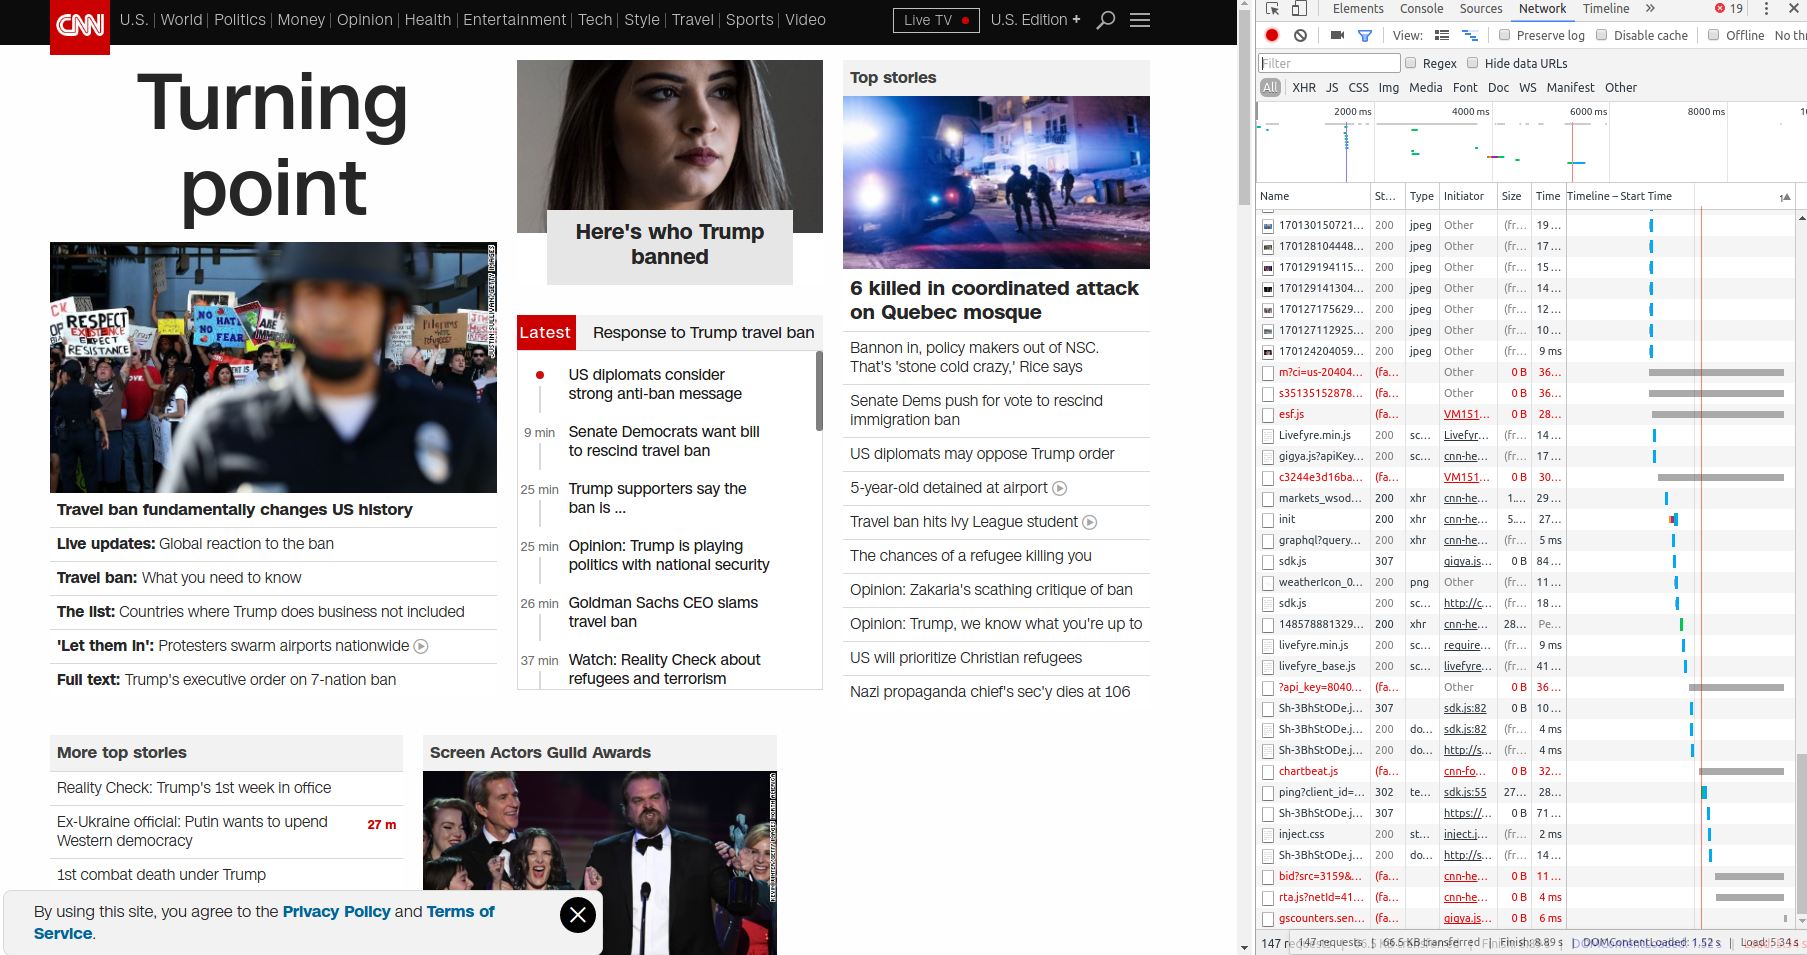 CNN
U.S. World Politics Money Opinion Health Entertainment Tech Style Travel Sports Video
Live TV U.S. Edition +
Turning
point
JUSTIN SULLIVAN/GETTY IMAGES
RESPECT
EXISTENCE
EXPECT
RESISTANCE
NO HATE
NO FEAR
Travel ban fundamentally changes US history
Live updates: Global reaction to the ban
Travel ban: What you need to know
The list: Countries where Trump does business not included
'Let them in': Protesters swarm airports nationwide
Full text: Trump's executive order on 7-nation ban
Here's who Trump
banned
Latest Response to Trump travel ban
US diplomats consider
strong anti-ban message
9 min Senate Democrats want bill
to rescind travel ban
25 min Trump supporters say the
ban is ...
25 min Opinion: Trump is playing
politics with national security
26 min Goldman Sachs CEO slams
travel ban
37 min Watch: Reality Check about
refugees and terrorism
Top stories
6 killed in coordinated attack
on Quebec mosque
Bannon in, policy makers out of NSC.
That's 'stone cold crazy,' Rice says
Senate Dems push for vote to rescind
immigration ban
US diplomats may oppose Trump order
5-year-old detained at airport
Travel ban hits Ivy League student
The chances of a refugee killing you
Opinion: Zakaria's scathing critique of ban
Opinion: Trump, we know what you're up to
US will prioritize Christian refugees
Nazi propaganda chief's sec'y dies at 106
More top stories
Reality Check: Trump's 1st week in office
Ex-Ukraine official: Putin wants to upend
Western democracy
27 m
1st combat death under Trump
Screen Actors Guild Awards
By using this site, you agree to the Privacy Policy and Terms of
Service.
Elements Console Sources Network Timeline » 19
View: Preserve log Disable cache Offline No thr
Filter Regex Hide data URLs
All XHR JS CSS Img Media Font Doc WS Manifest Other
2000 ms 4000 ms 6000 ms 8000 ms 1
Name St... Type Initiator Size Time Timeline – Start Time 1
170130150721... 200 jpeg Other (fr... 19 ...
170128104448... 200 jpeg Other (fr... 17 ...
170129194115... 200 jpeg Other (fr... 15 ...
170129141304... 200 jpeg Other (fr... 14 ...
170127175629... 200 jpeg Other (fr... 12 ...
170127112925... 200 jpeg Other (fr... 10 ...
170124204059... 200 jpeg Other (fr... 9 ms
m?ci=us-20404... (fa... Other 0 B 36...
s35135152878... (fa... Other 0 B 36...
esf.js (fa... VM151... 0 B 28...
Livefyre.min.js 200 sc... Livefyr... (fr... 14 ...
gigya.js?apiKey... 200 sc... cnn-he... (fr... 17 ...
c3244e3d16ba... (fa... VM151... 0 B 30...
markets_wsod... 200 xhr cnn-he... 1.... 29 ...
init 200 xhr cnn-he... 5.... 27...
graphql?query... 200 xhr cnn-he... (fr... 5 ms
sdk.js 307 gigya.js... 0 B 84 ...
weatherIcon_0... 200 png Other (fr... 11 ...
sdk.js 200 sc... http://c... (fr... 18 ...
148578881329... 200 xhr cnn-he... 28... Pe...
livefyre.min.js 200 sc... require... (fr... 9 ms
livefyre_base.js 200 sc... livefyre... (fr... 41 ...
?api_key=8040... (fa... Other 0 B 36 ...
Sh-3BhStODe.j... 307 sdk.js:82 0 B 10 ...
Sh-3BhStODe.j... 200 do... sdk.js:82 (fr... 4 ms
Sh-3BhStODe.j... 200 do... http://s... (fr... 4 ms
chartbeat.js (fa... cnn-fo... 0 B 32...
ping?client_id=... 302 te... sdk.js:55 27... 28...
Sh-3BhStODe.j... 307 https://... 0 B 71 ...
inject.css 200 st... inject.j... (fr... 2 ms
Sh-3BhStODe.j... 200 do... http://s... (fr... 14 ...
bid?src=3159&... (fa... cnn-he... 0 B 11 ...
rta.js?netId=41... (fa... cnn-he... 0 B 4 ms
gscounters.sen... (fa... gigya.js... 0 B 6 ms
147 requests | 66.5 KB transferred | Finish: 8.89 s | DOMContentLoaded: 1.52 s | Load: 5.34 s